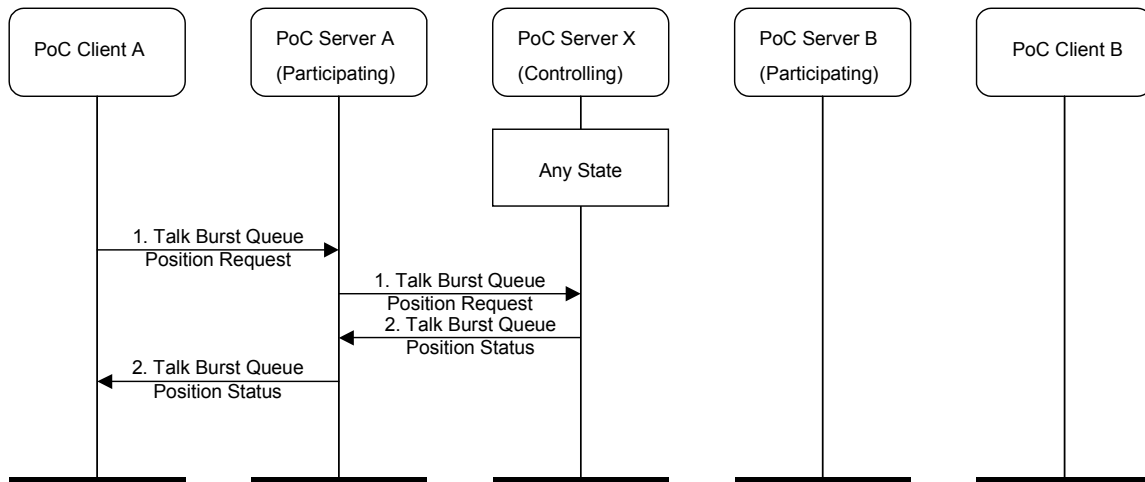 PoC Client A
PoC Server A
(Participating)
PoC Server X
(Controlling)
PoC Server B
(Participating)
PoC Client B
Any State
1. Talk Burst Queue
Position Request
1. Talk Burst Queue
Position Request
2. Talk Burst Queue
Position Status
2. Talk Burst Queue
Position Status